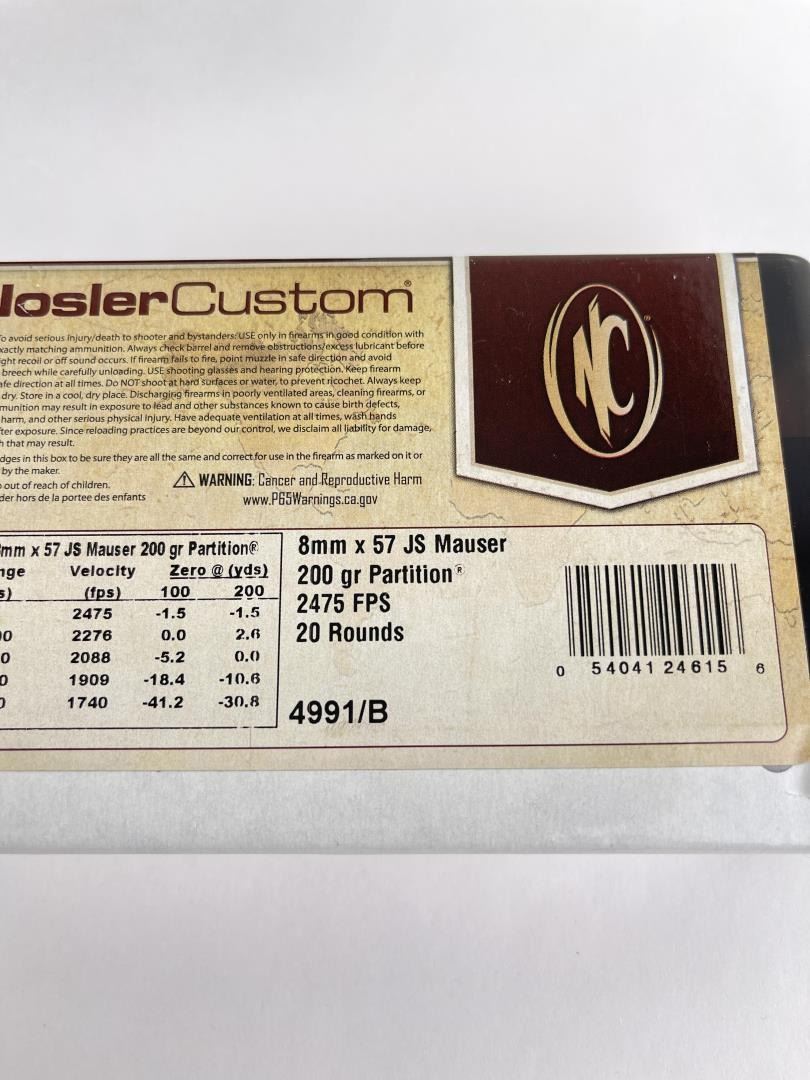 NoslerCustom®
NC®
To avoid serious injury/death to shooter and bystanders: USE only in firearms in good condition with
exactly matching ammunition. Always check barrel and remove obstructions/excess lubricant before
ght recoil or off sound occurs. If firearm fails to fire, point muzzle in safe direction and avoid
breech while carefully unloading. USE shooting glasses and hearing protection. Keep firearm
afe direction at all times. Do NOT shoot at hard surfaces or water, to prevent ricochet. Always keep
dry. Store in a cool, dry place. Discharging firearms in poorly ventilated areas, cleaning firearms, or
munition may result in exposure to lead and other substances known to cause birth defects,
harm, and other serious physical injury. Have adequate ventilation at all times, wash hands
ter exposure. Since reloading practices are beyond our control, we disclaim all liability for damage,
h that may result.
dges in this box to be sure they are all the same and correct for use in the firearm as marked on it or
by the maker.
out of reach of children.
der hors de la portee des enfants
⚠ WARNING: Cancer and Reproductive Harm
www.P65Warnings.ca.gov
mm x 57 JS Mauser 200 gr Partition®
nge Velocity Zero @ (yds)
s) (fps) 100 200
2475 -1.5 -1.5
00 2276 0.0 2.6
0 2088 -5.2 0.0
0 1909 -18.4 -10.6
0 1740 -41.2 -30.8
8mm x 57 JS Mauser
200 gr Partition®
2475 FPS
20 Rounds
4991/B
0 54041 24615 6